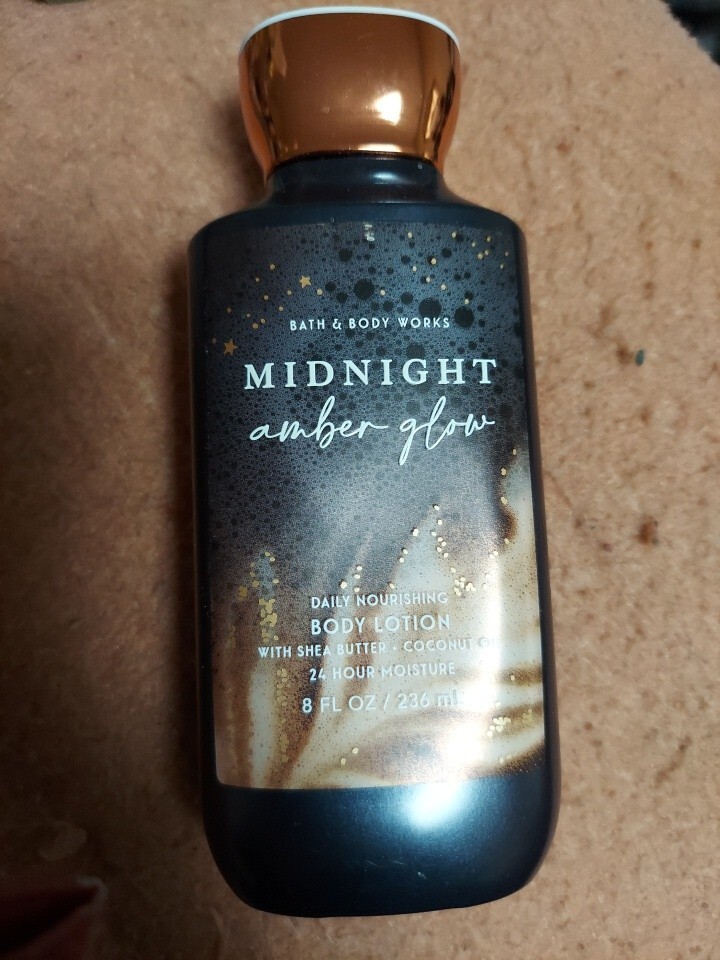 BATH & BODY WORKS
MIDNIGHT
amber glow
DAILY NOURISHING
BODY LOTION
WITH SHEA BUTTER • COCONUT
24 HOUR MOISTURE
8 FL OZ / 236 mL